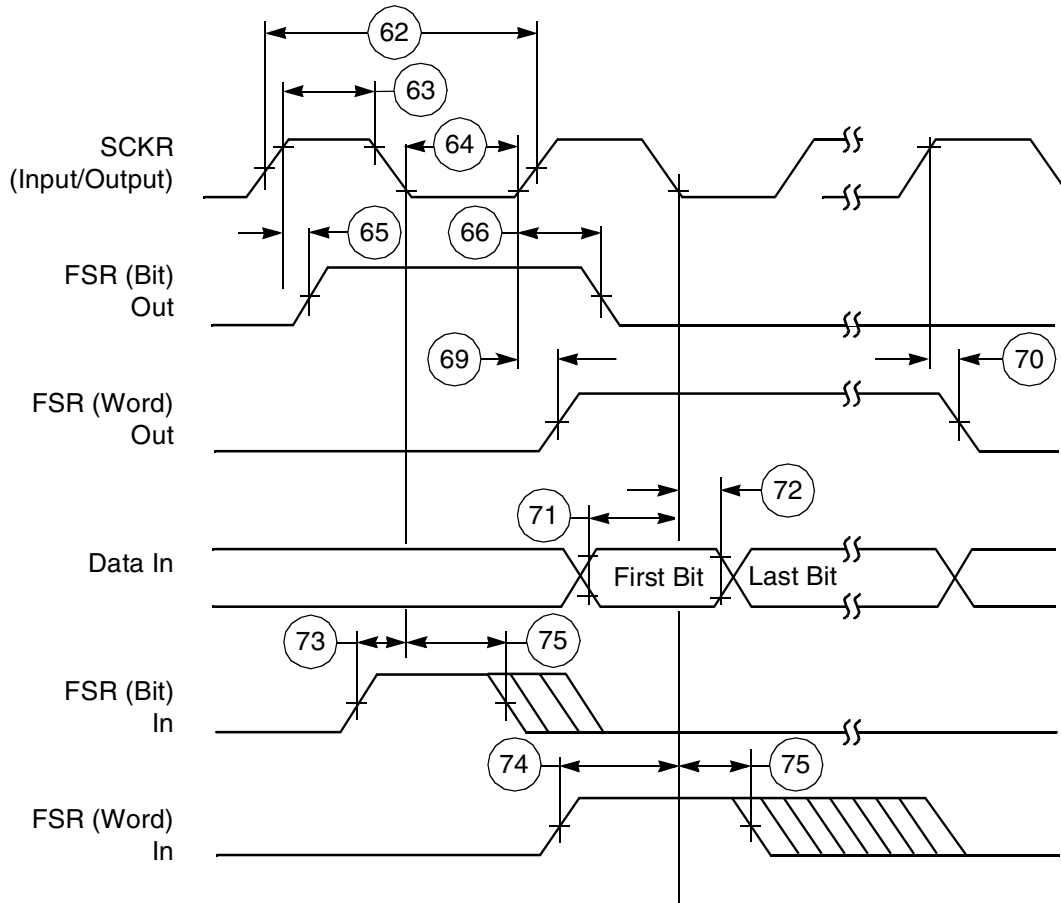 62
63
SCKR
(Input/Output)
64
65
66
FSR (Bit)
Out
69
70
FSR (Word)
Out
71
72
Data In
First Bit
Last Bit
73
75
FSR (Bit)
In
74
75
FSR (Word)
In